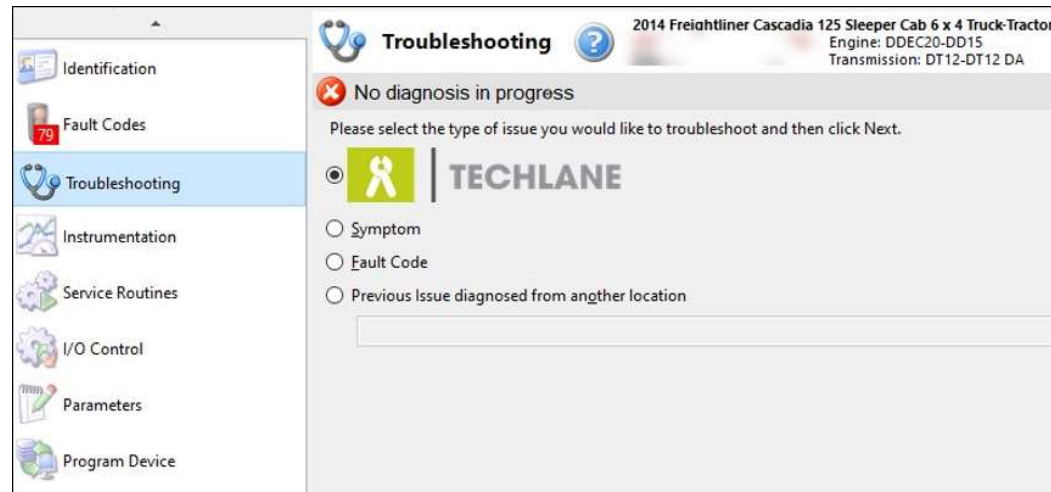 Identification
Fault Codes
79
Troubleshooting
Instrumentation
Service Routines
I/O Control
Parameters
Program Device
Troubleshooting
?
2014 Freightliner Cascadia 125 Sleeper Cab 6 x 4 Truck-Tractor
Engine: DDEC20-DD15
Transmission: DT12-DT12 DA
No diagnosis in progress
Please select the type of issue you would like to troubleshoot and then click Next.
TECHLANE
Symptom
Fault Code
Previous Issue diagnosed from another location